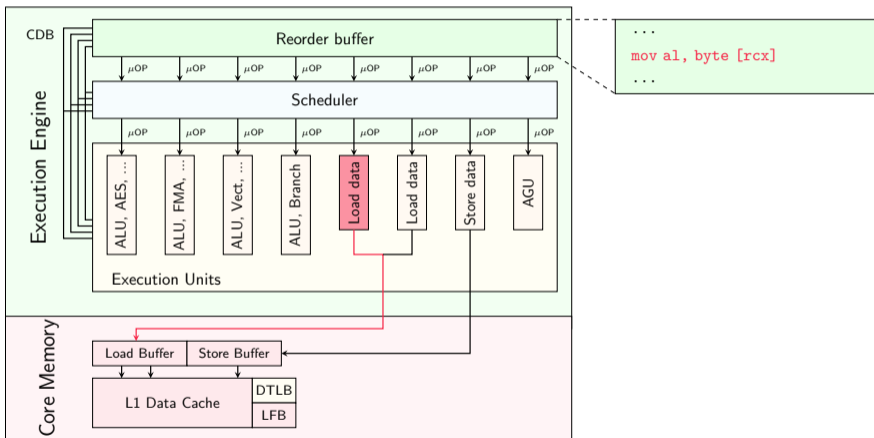 CDB
Reorder buffer
...
mov al, byte [rcx]
...
μOP μOP μOP μOP μOP μOP μOP μOP
Scheduler
μOP μOP μOP μOP μOP μOP μOP μOP
Execution Engine
ALU, AES, ...
ALU, FMA, ...
ALU, Vect, ...
ALU, Branch
Load data
Load data
Store data
AGU
Execution Units
Core Memory
Load Buffer
Store Buffer
L1 Data Cache
DTLB
LFB